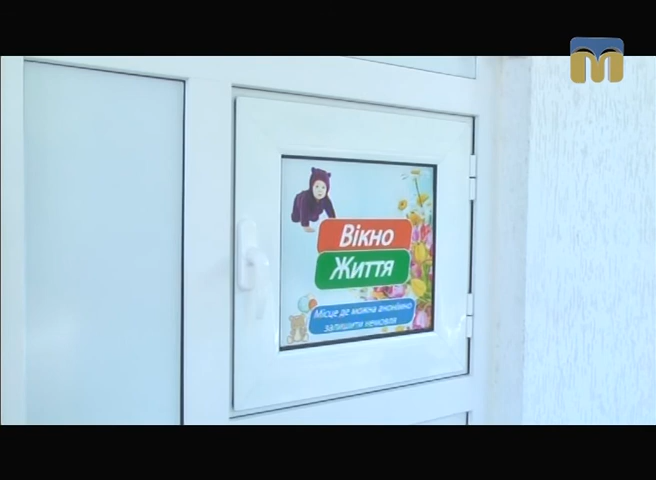 Вікно
Життя
Місце де можна анонімно
залишити немовля